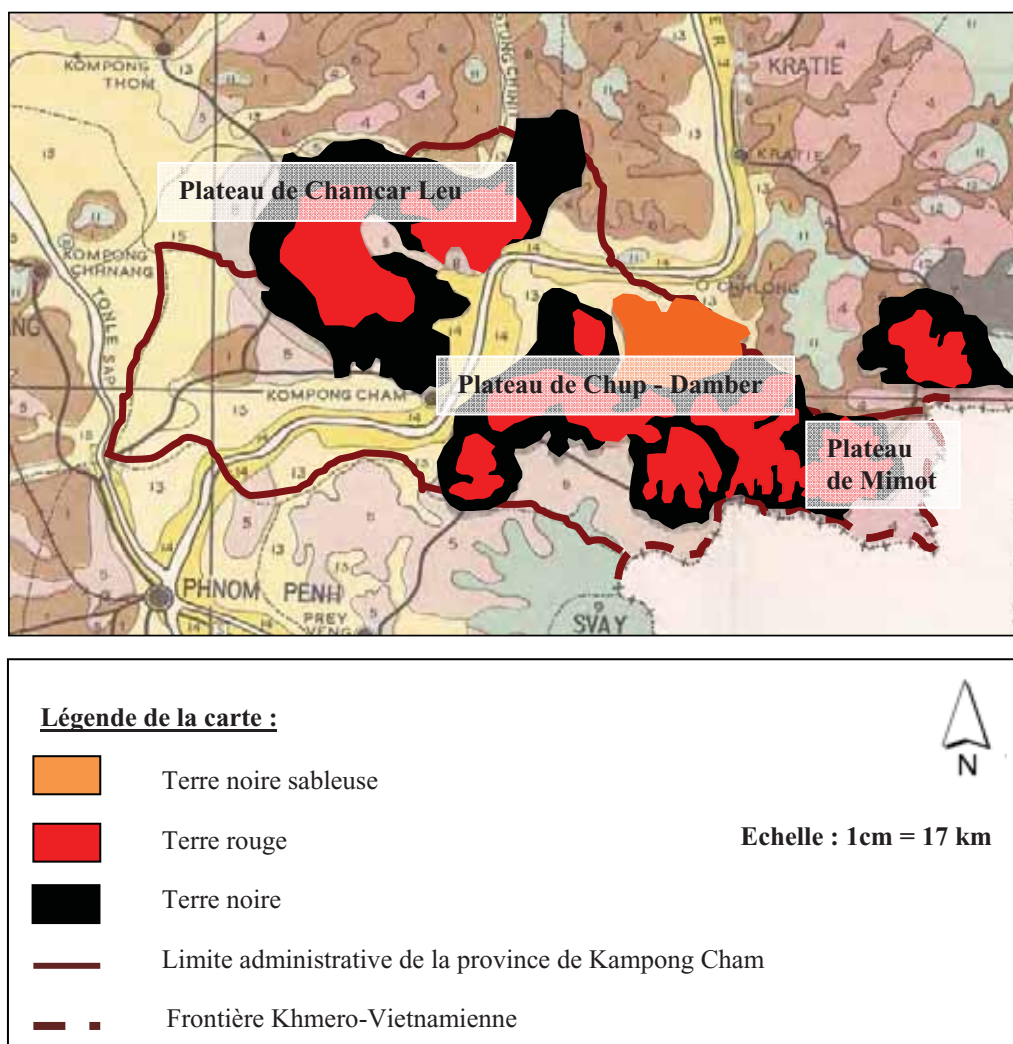 KOMPONG
THOM
STUNG CHINIT
KRATIE
KRATIE
Plateau de Chamcar Leu
KOMPONG
CHHNANG
TONLE SAP
O CHHLONG
Plateau de Chup - Damber
KOMPONG CHAM
Plateau
de Mimot
PHNOM PENH
PREY
VENG
SVAY
Légende de la carte :
Terre noire sableuse
Terre rouge
Terre noire
Limite administrative de la province de Kampong Cham
Frontière Khmero-Vietnamienne
N
Echelle : 1cm = 17 km